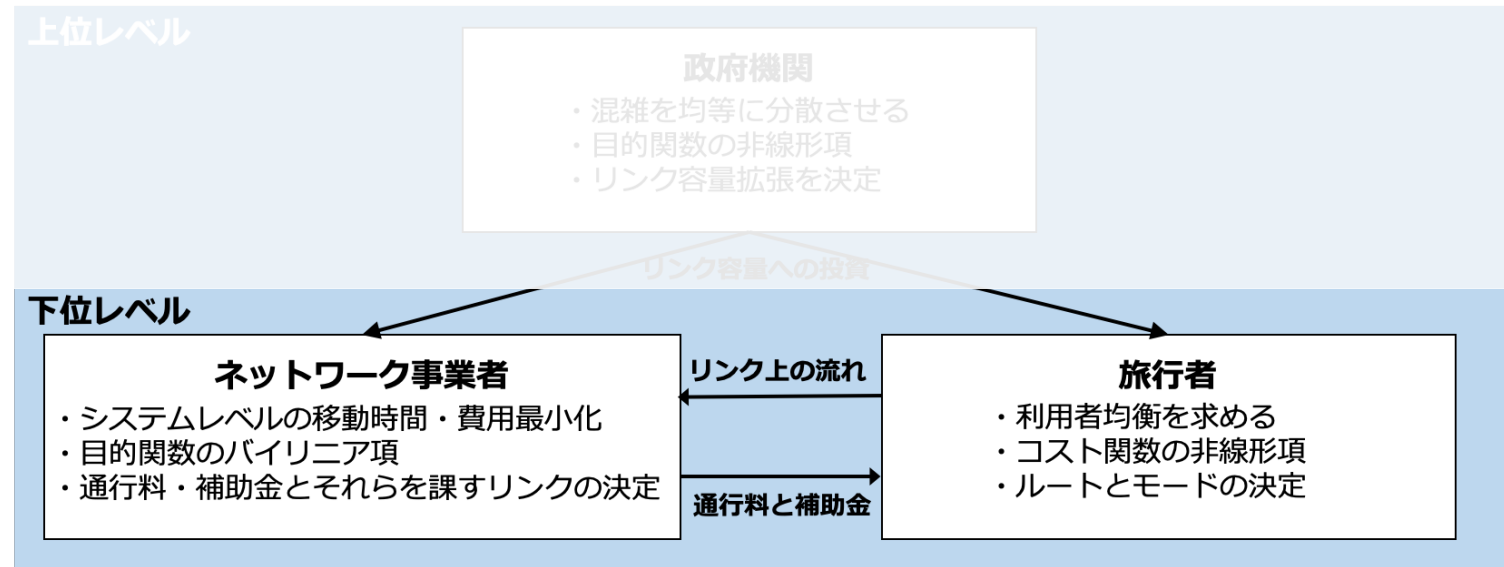 上位レベル
政府機関
・混雑を均等に分散させる
・目的関数の非線形項
・リンク容量拡張を決定
リンク容量への投資
下位レベル
ネットワーク事業者
・システムレベルの移動時間・費用最小化
・目的関数のバイリニア項
・通行料・補助金とそれらを課すリンクの決定
リンク上の流れ
通行料と補助金
旅行者
・利用者均衡を求める
・コスト関数の非線形項
・ルートとモードの決定